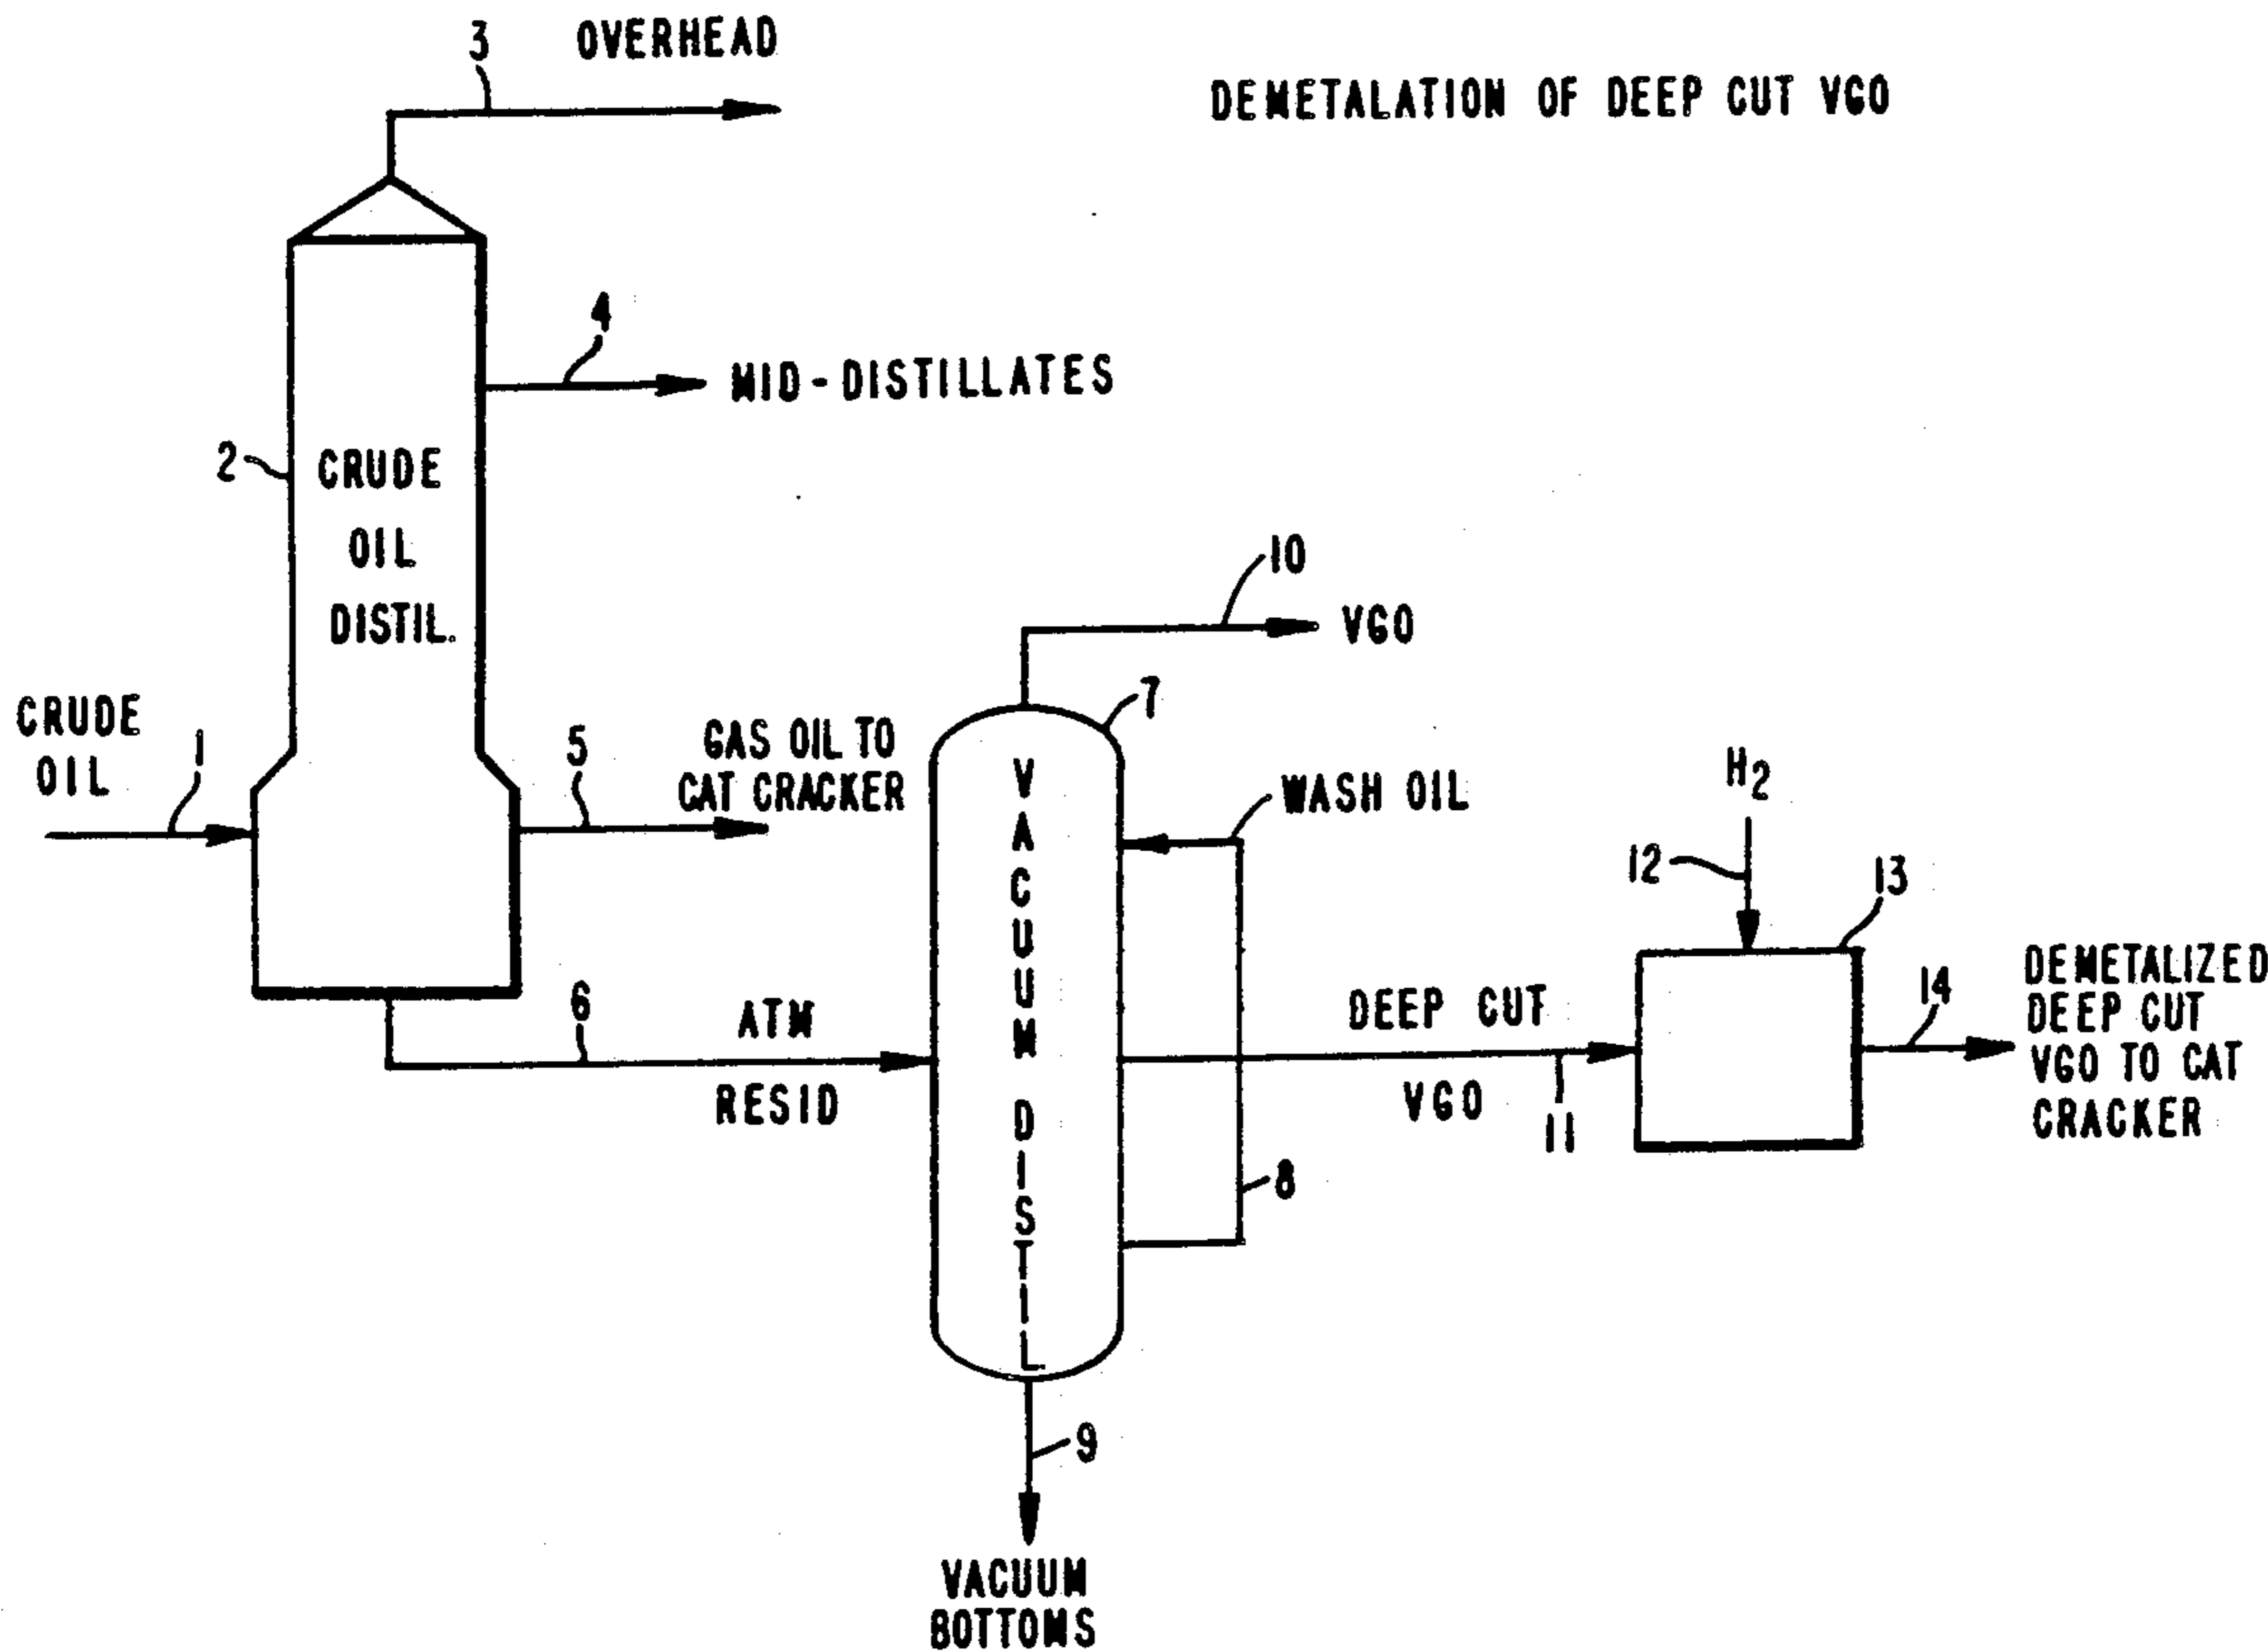 3 OVERHEAD
DEMETALATION OF DEEP CUT VGO
4
MID-DISTILLATES
2
CRUDE
OIL
DISTIL.
10
VGO
CRUDE
OIL
1
5
GAS OIL TO
CAT CRACKER
7
VACUUM DISTIL
WASH OIL
H2
12
13
6
ATM
RESID
DEEP CUT
VGO
11
14
DEMETALIZED
DEEP CUT
VGO TO CAT
CRACKER
8
9
VACUUM
BOTTOMS